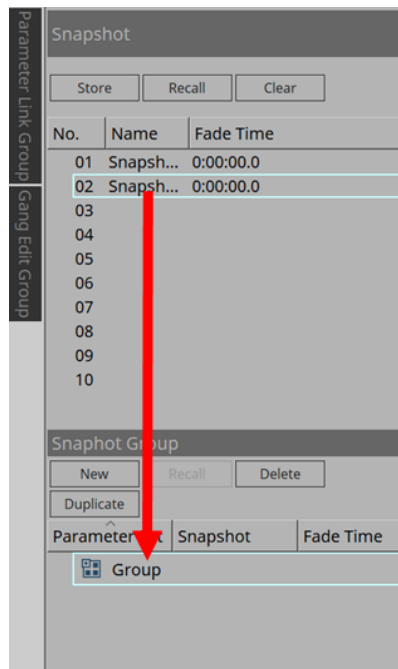 Parameter Link Group
Gang Edit Group
Snapshot
Store Recall Clear
No. Name Fade Time
01 Snapsh... 0:00:00.0
02 Snapsh... 0:00:00.0
03
04
05
06
07
08
09
10
Snaphot Group
New Recall Delete
Duplicate
Snapshot Fade Time
Group